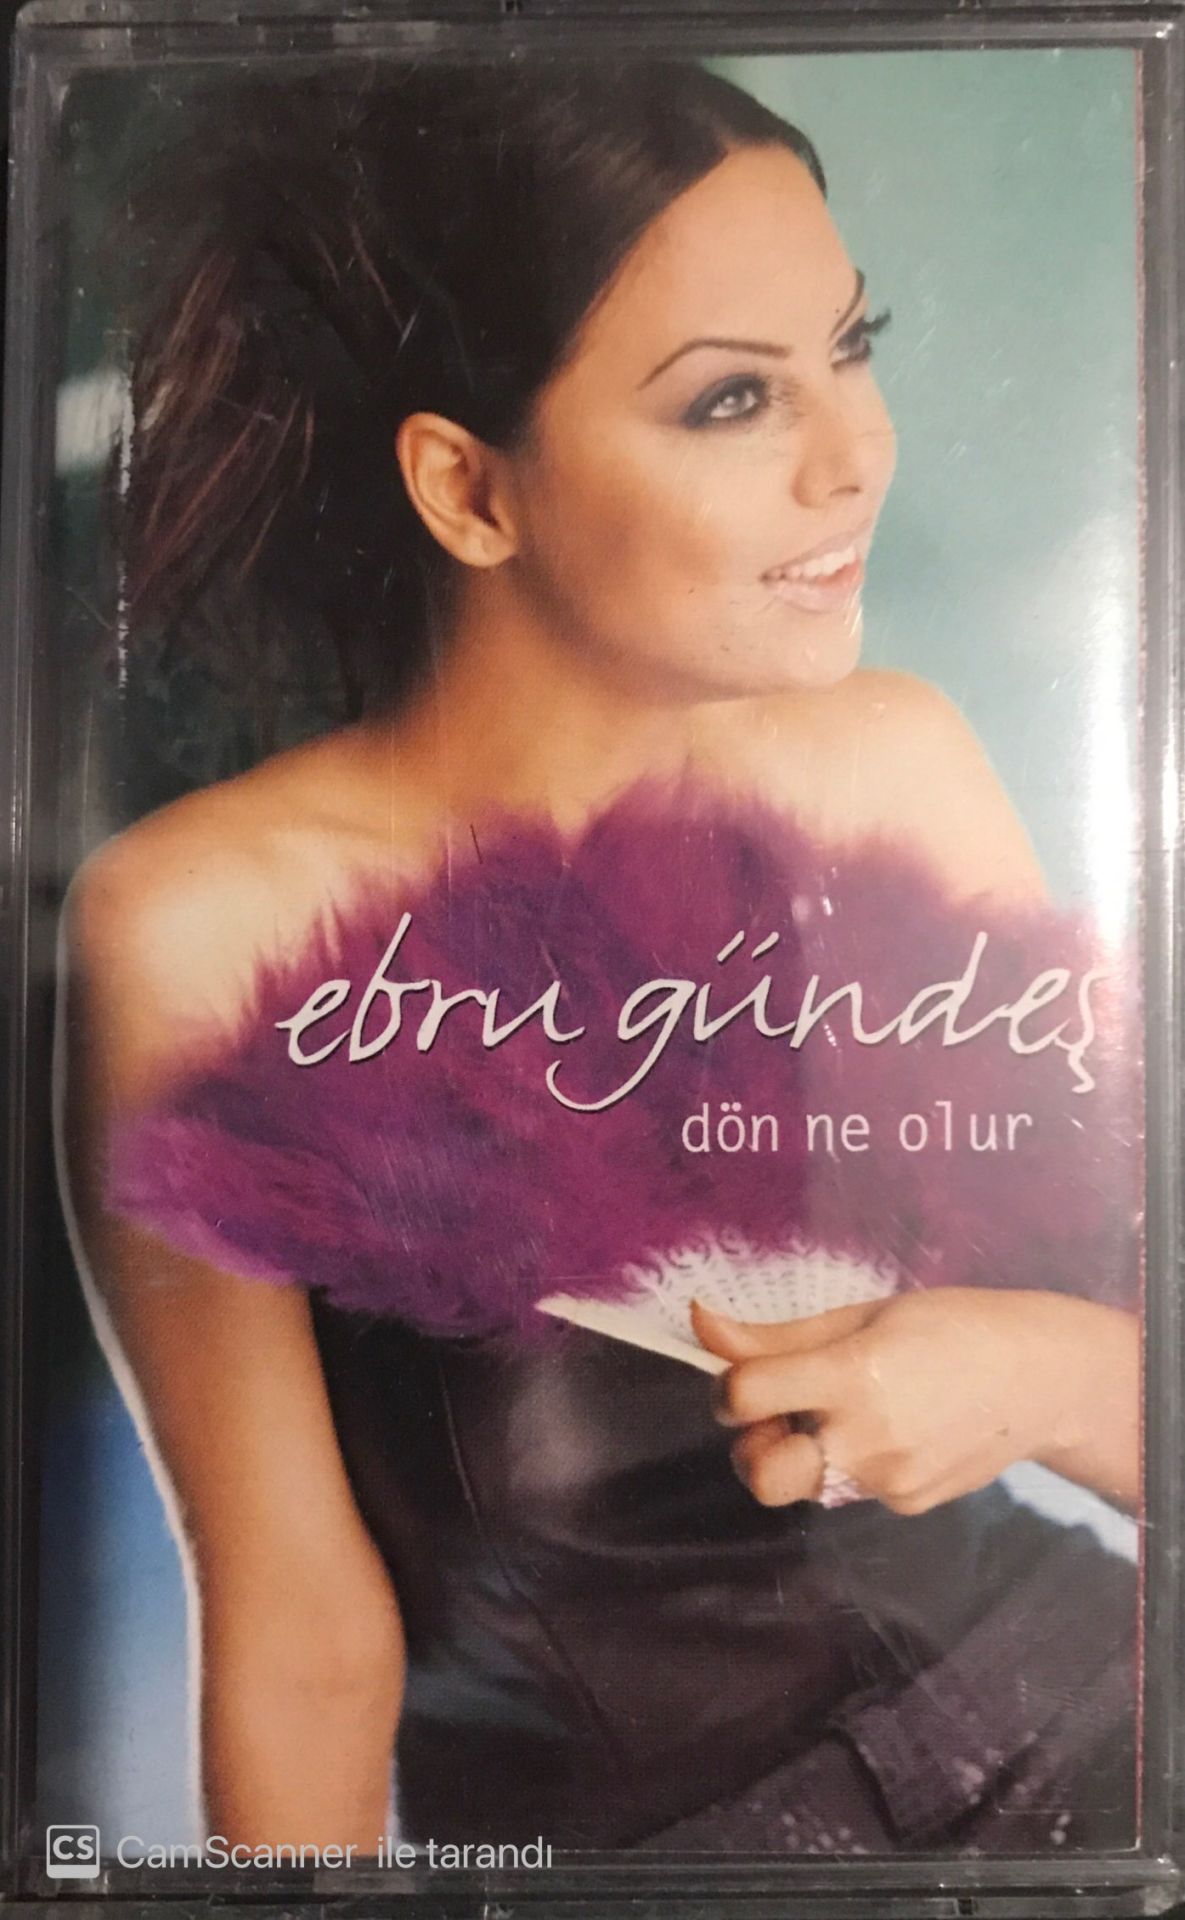 ebru gündeş
dön ne olur
CS CamScanner ile tarandı